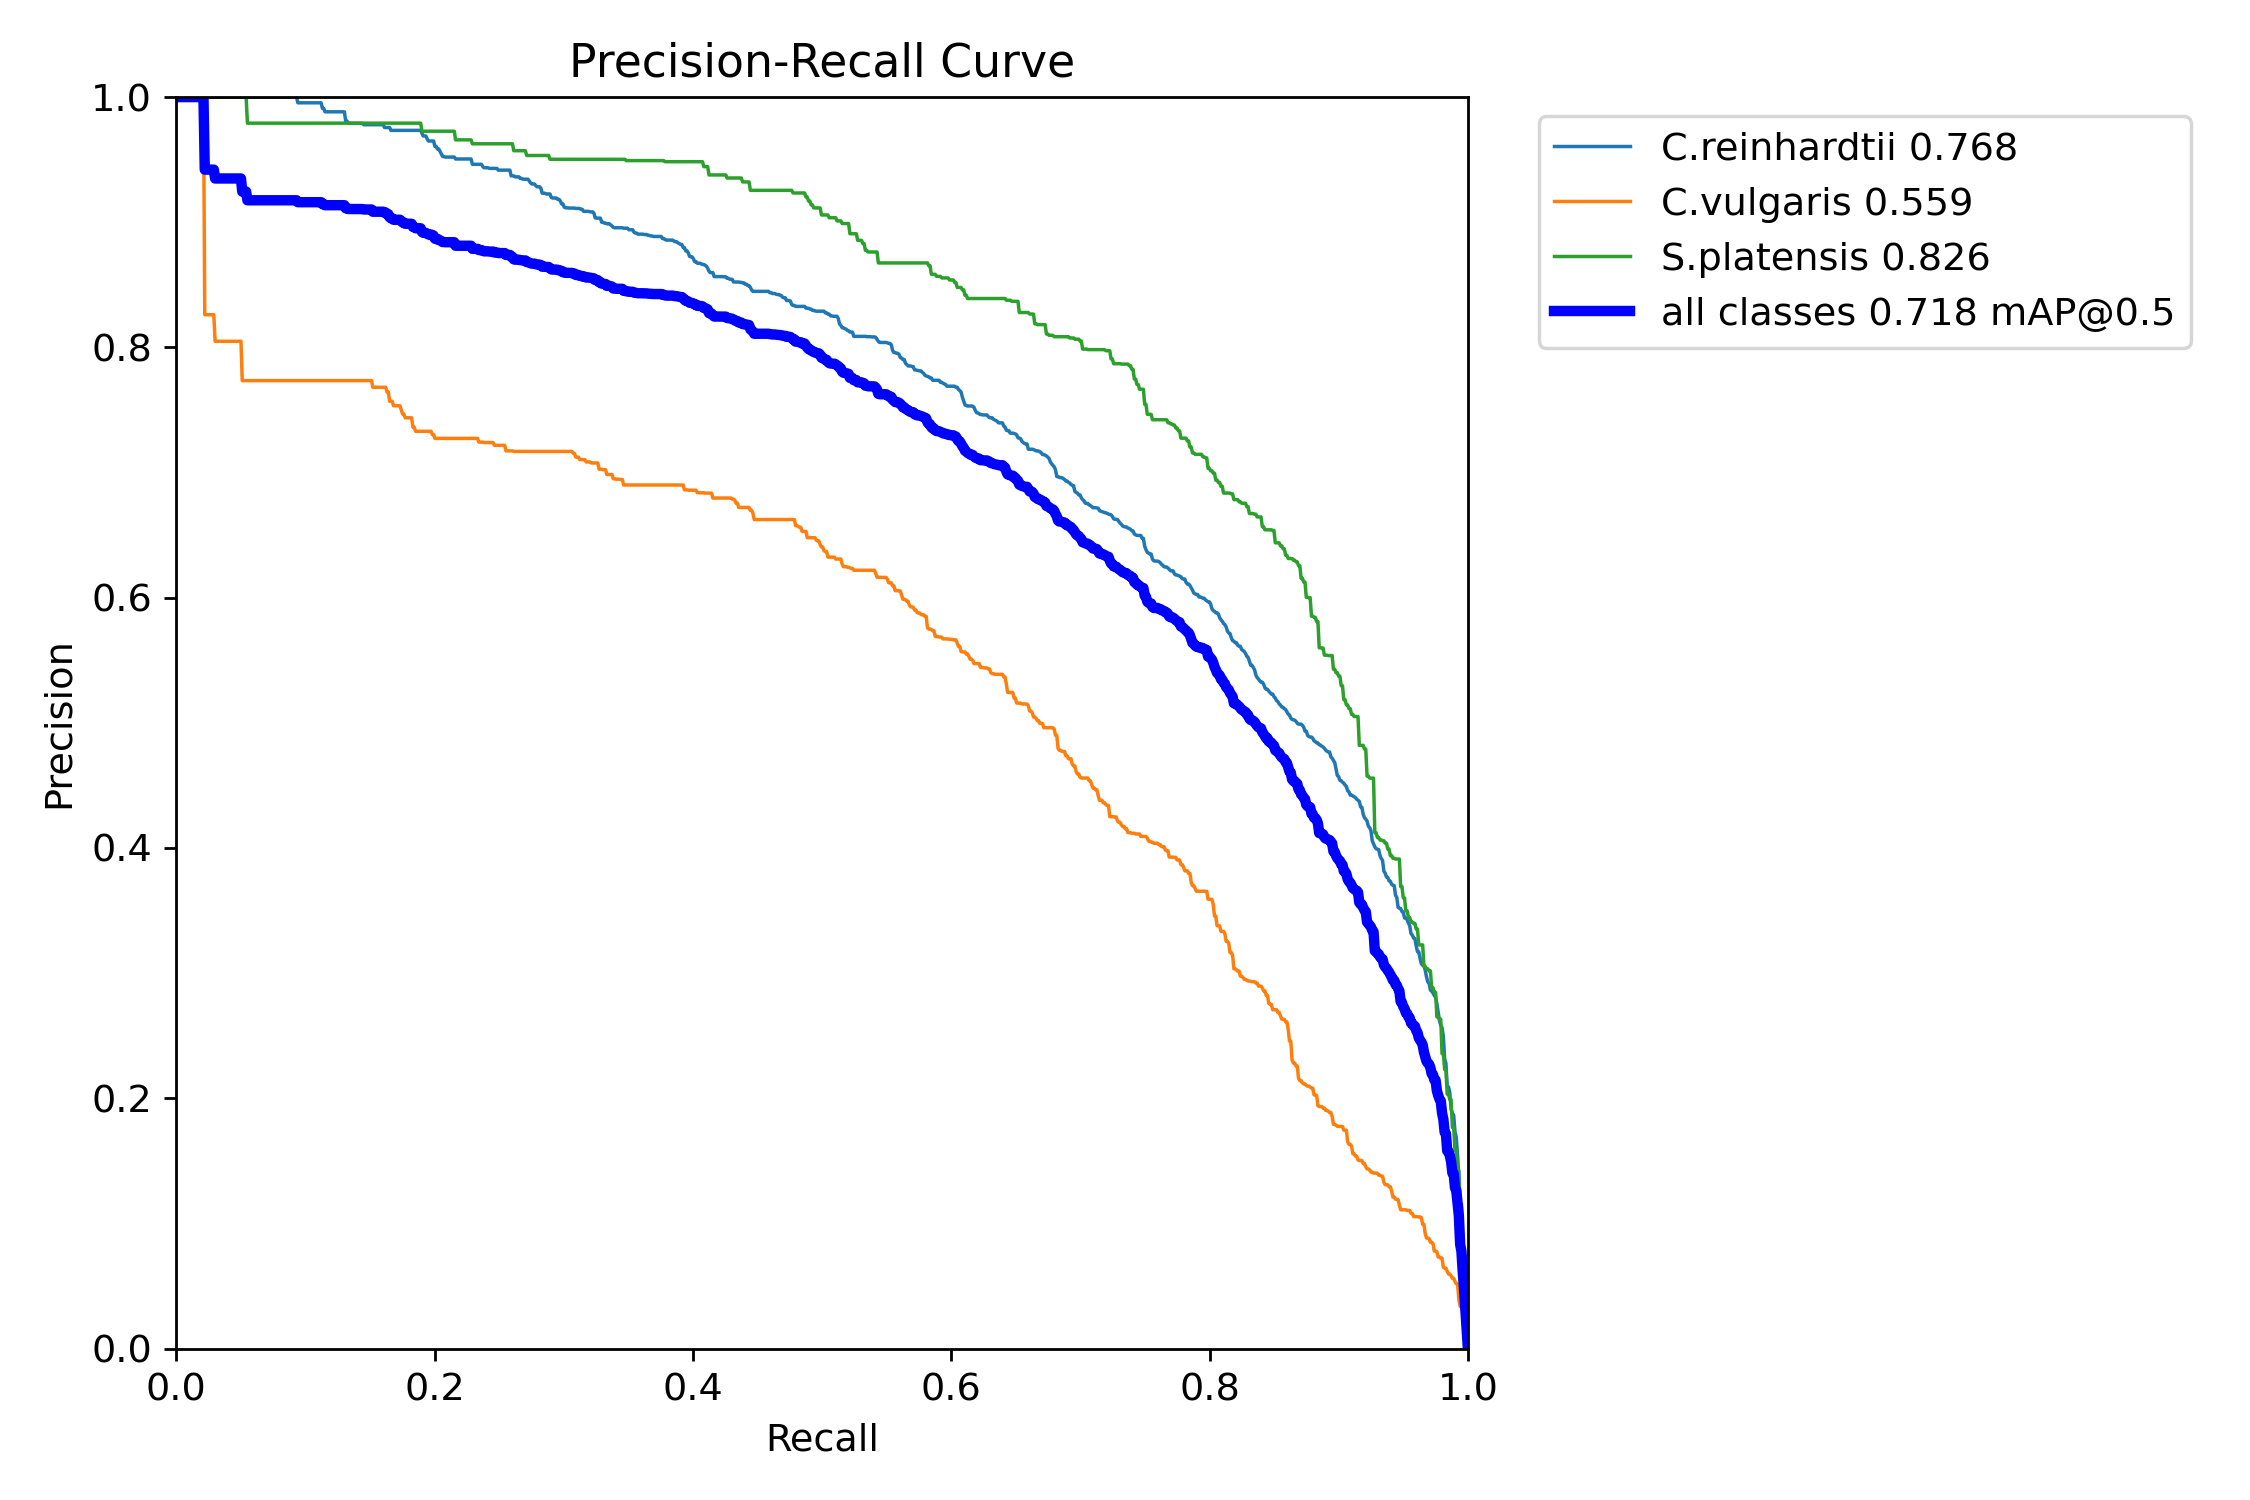 Precision-Recall Curve
1.0
0.8
0.6
0.4
0.2
0.0
Precision
0.0 0.2 0.4 0.6 0.8 1.0
Recall
C.reinhardtii 0.768
C.vulgaris 0.559
S.platensis 0.826
all classes 0.718 mAP@0.5